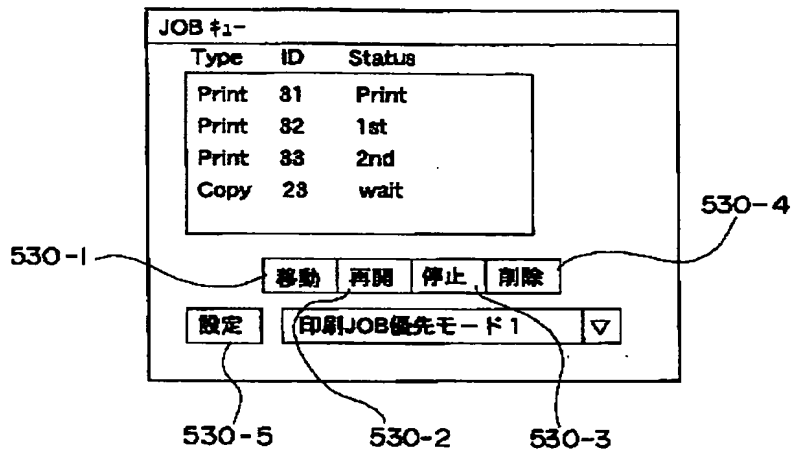 JOB ｷｭｰ
Type ID Status
Print 31 Print
Print 32 1st
Print 33 2nd
Copy 23 wait
530-4
530-1
移動 再開 停止 削除
設定 印刷JOB優先モード1 ▽
530-5 530-2 530-3